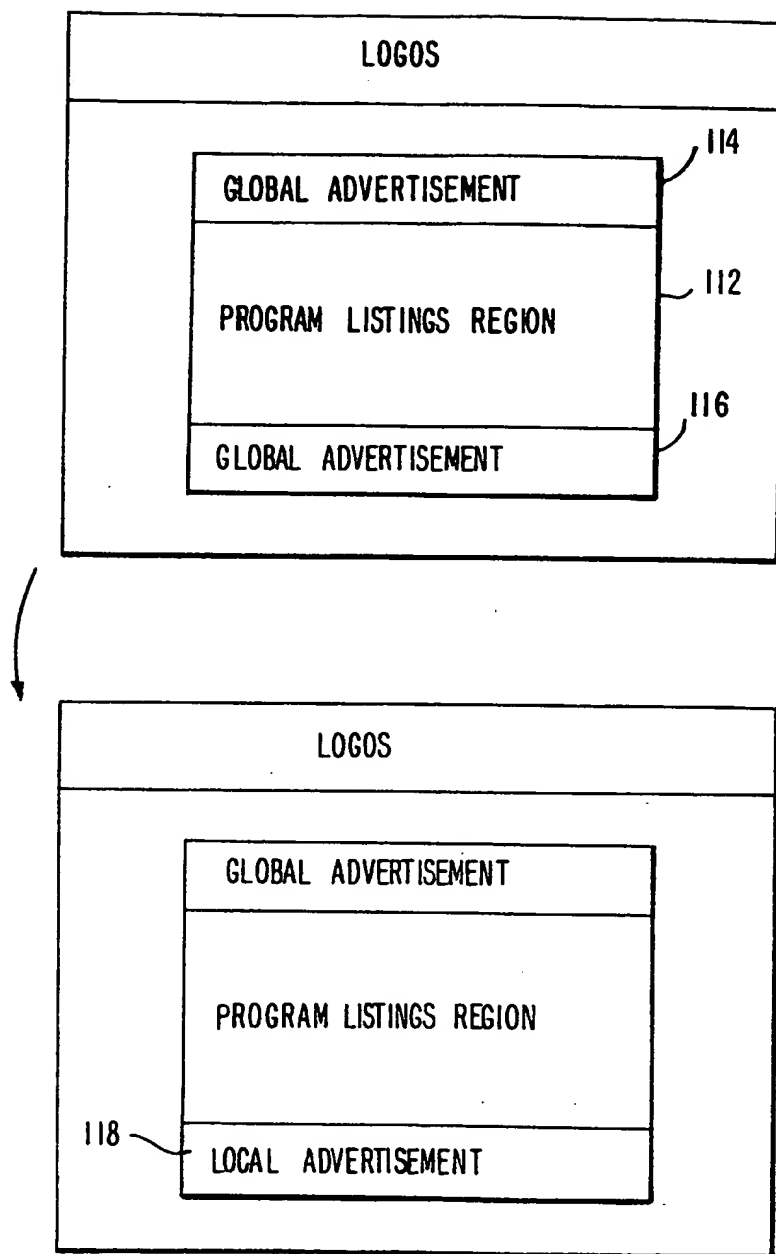 LOGOS
114
GLOBAL ADVERTISEMENT
112
PROGRAM LISTINGS REGION
116
GLOBAL ADVERTISEMENT
LOGOS
GLOBAL ADVERTISEMENT
PROGRAM LISTINGS REGION
118
LOCAL ADVERTISEMENT